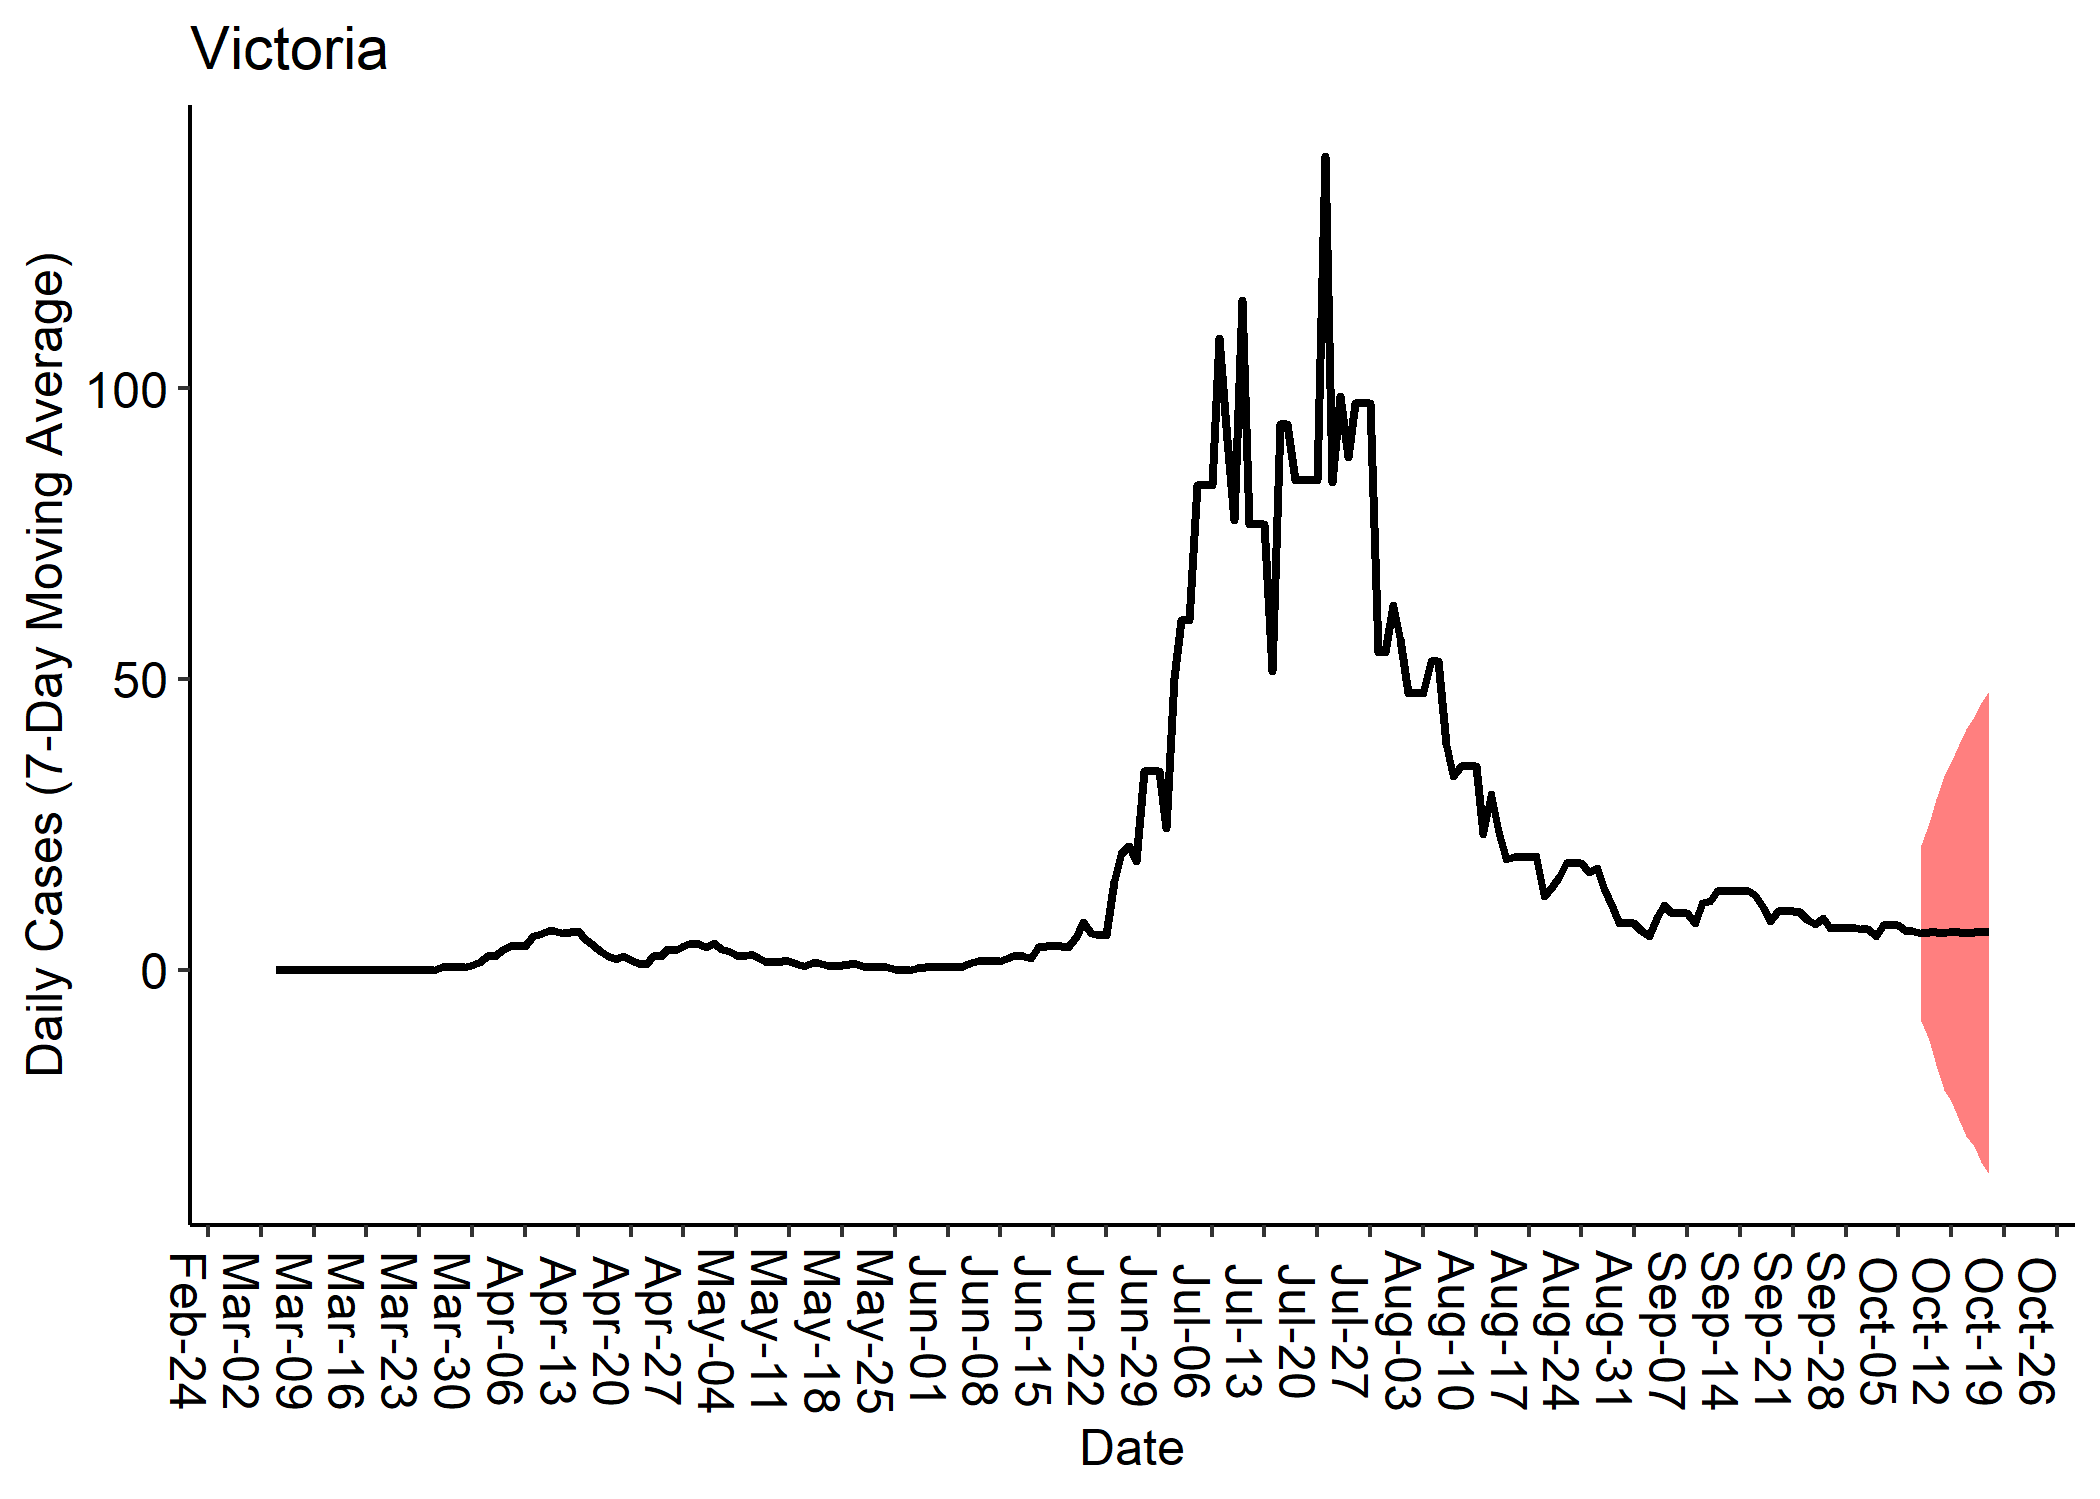 Victoria
Daily Cases (7-Day Moving Average)
100
50
0
Feb-24
Mar-02
Mar-09
Mar-16
Mar-23
Mar-30
Apr-06
Apr-13
Apr-20
Apr-27
May-04
May-11
May-18
May-25
Jun-01
Jun-08
Jun-15
Jun-22
Jun-29
Jul-06
Jul-13
Jul-20
Jul-27
Aug-03
Aug-10
Aug-17
Aug-24
Aug-31
Sep-07
Sep-14
Sep-21
Sep-28
Oct-05
Oct-12
Oct-19
Oct-26
Date